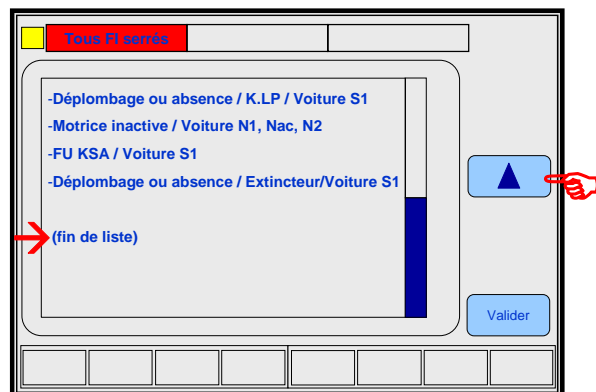 Tous FI serrés
-Déplombage ou absence / K.LP / Voiture S1
-Motrice inactive / Voiture N1, Nac, N2
-FU KSA / Voiture S1
-Déplombage ou absence / Extincteur/Voiture S1
(fin de liste)
Valider